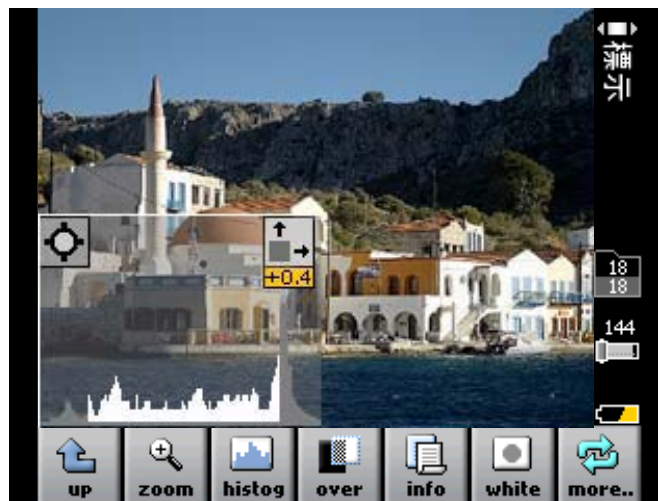 標示
+0.4
18
18
144
up
zoom
histog
over
info
white
more..